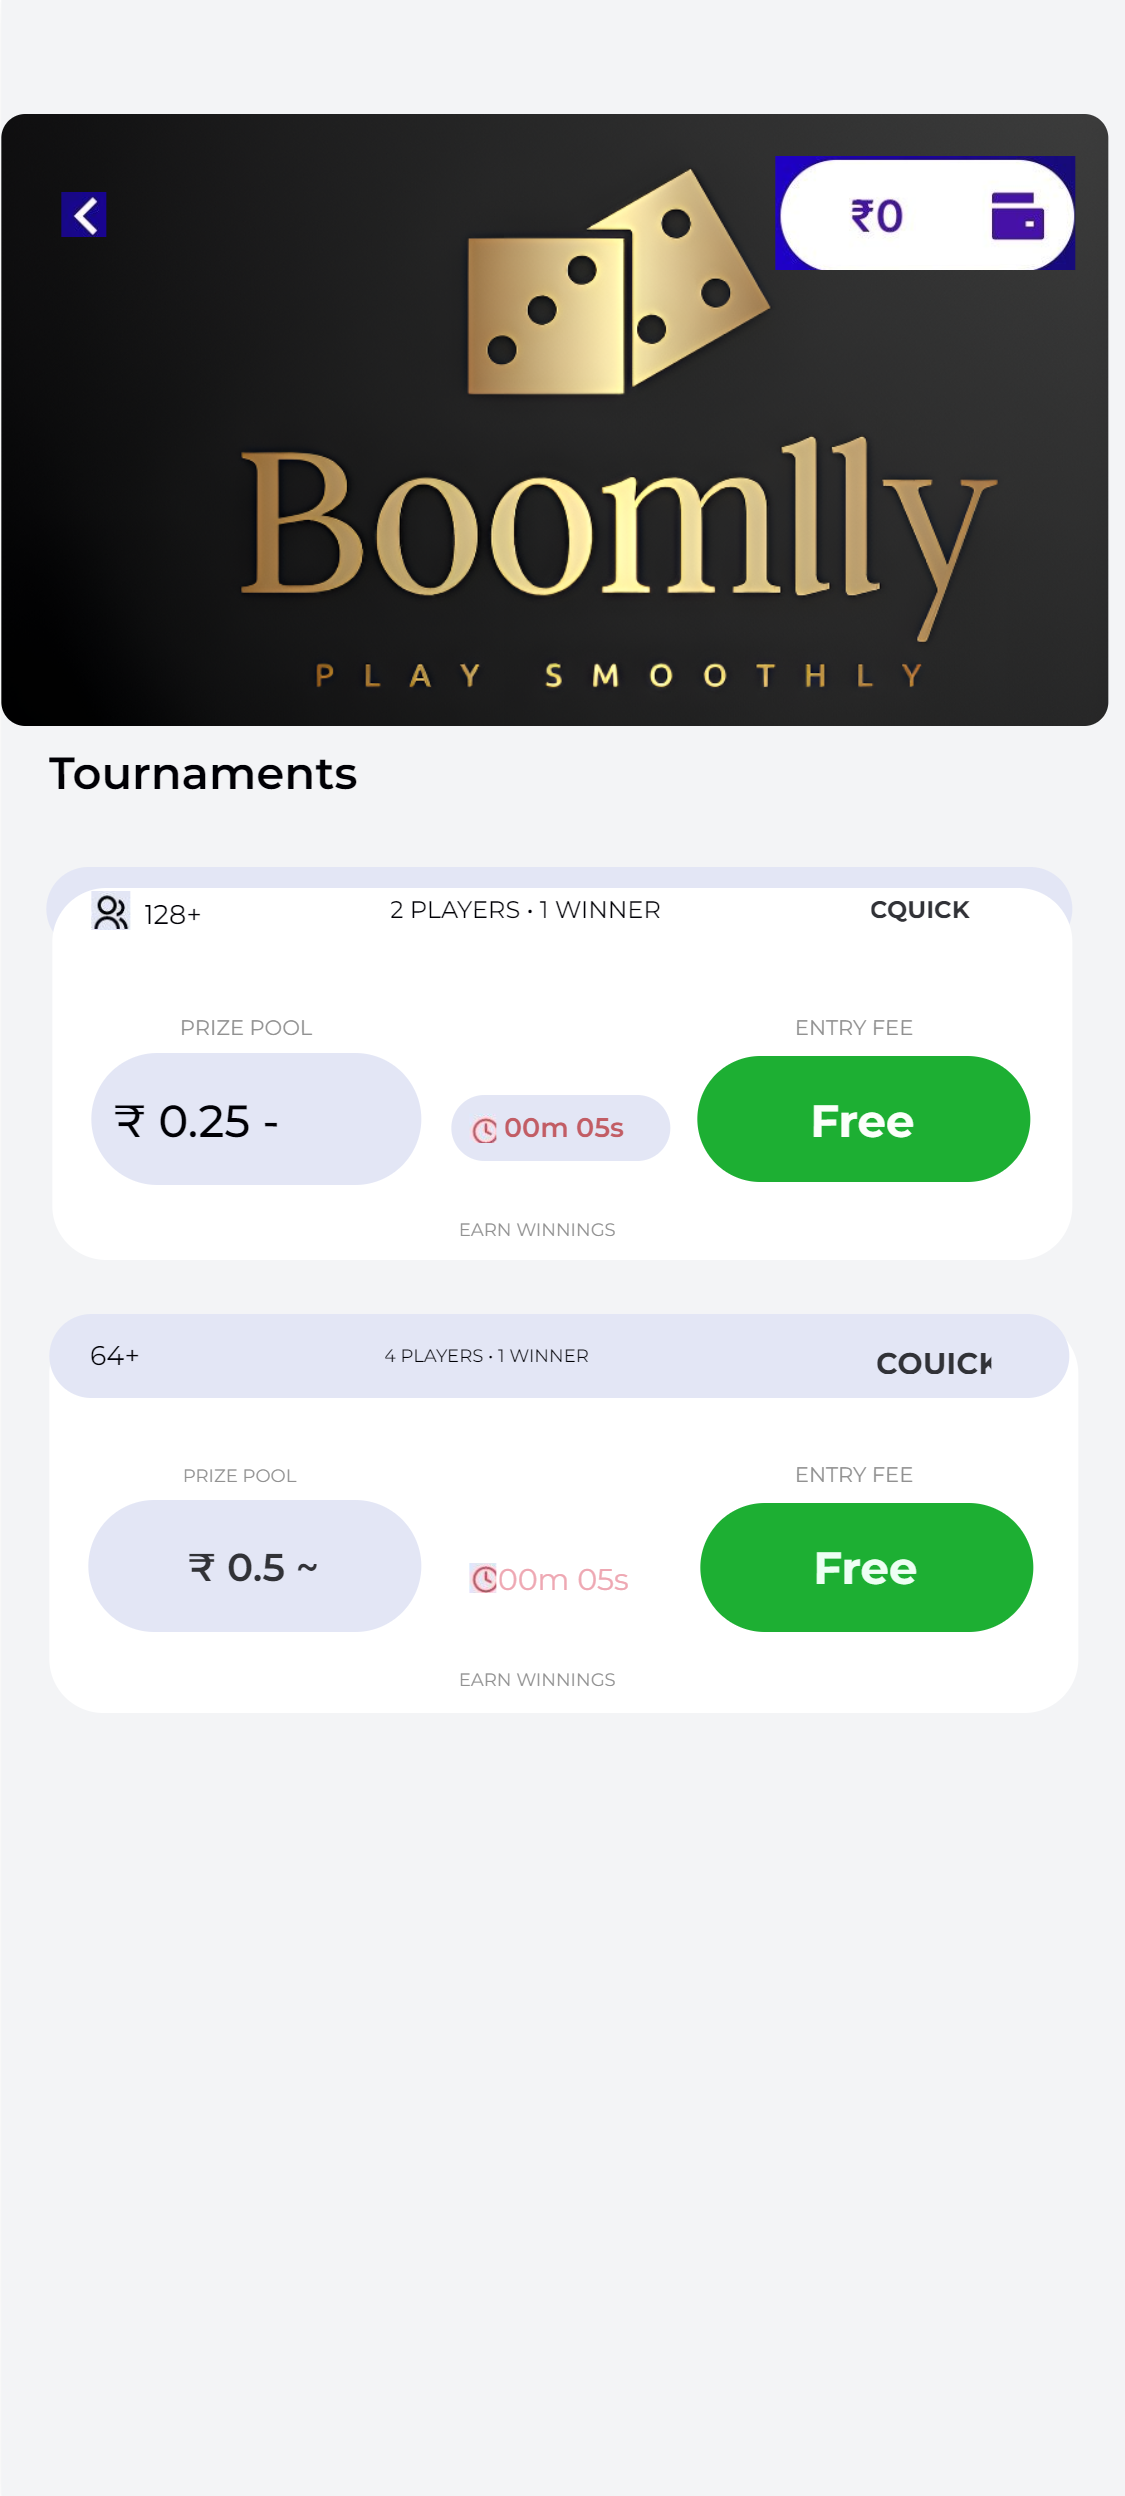 ₹0
Boomlly
PLAY SMOOTHLY
Tournaments
128+ 2 PLAYERS • 1 WINNER CQUICK
PRIZE POOL ENTRY FEE
₹ 0.25 - 00m 05s Free
EARN WINNINGS
64+ 4 PLAYERS • 1 WINNER
PRIZE POOL ENTRY FEE
₹ 0.5 ~ 00m 05s Free
EARN WINNINGS